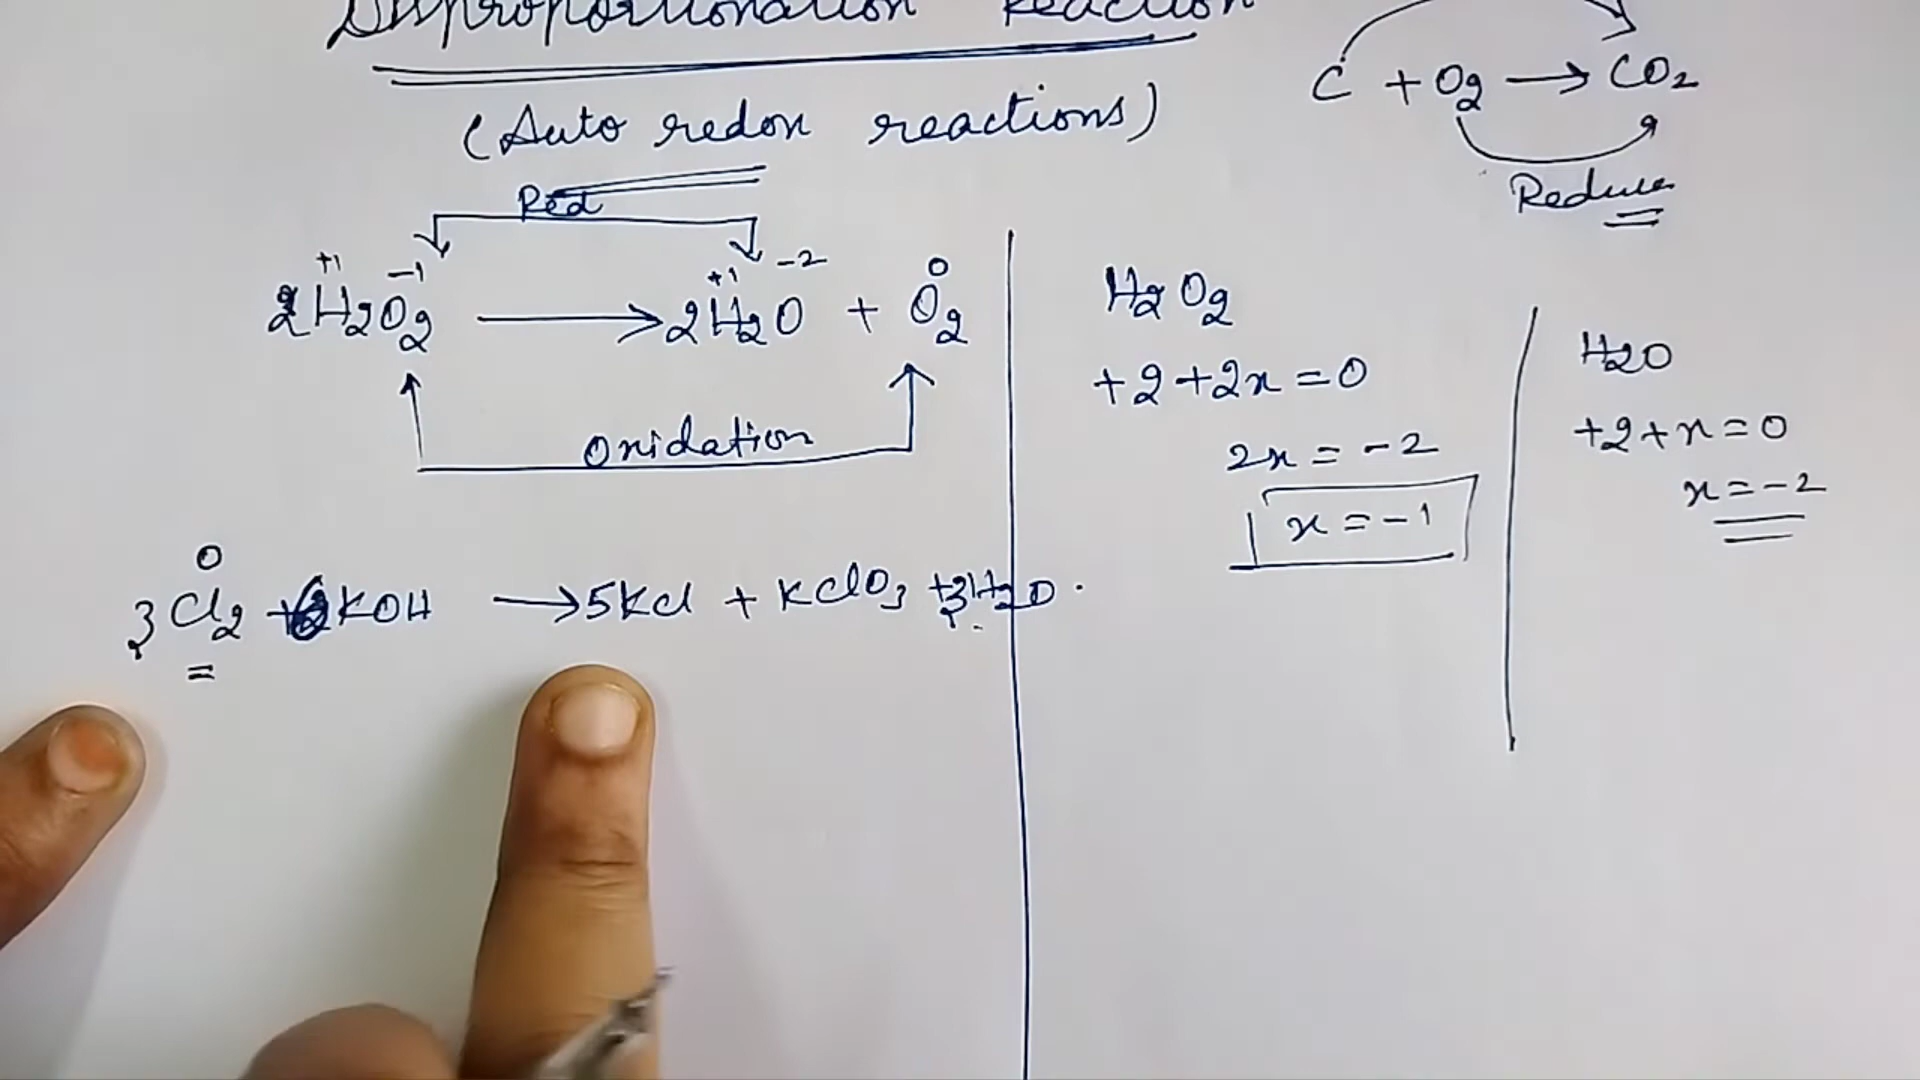 Disproportionation Reaction
(Auto redox reactions)
C + O2 → CO2
Reduce
Red
+1 -1 +1 -2 0
2H2O2 → 2H2O + O2
Oxidation
H2O2
+2+2x=0
2x = -2
x = -1
H2O
+2+x=0
x=-2
0
3Cl2 + 6KOH → 5KCl + KClO3 + 3H2O.